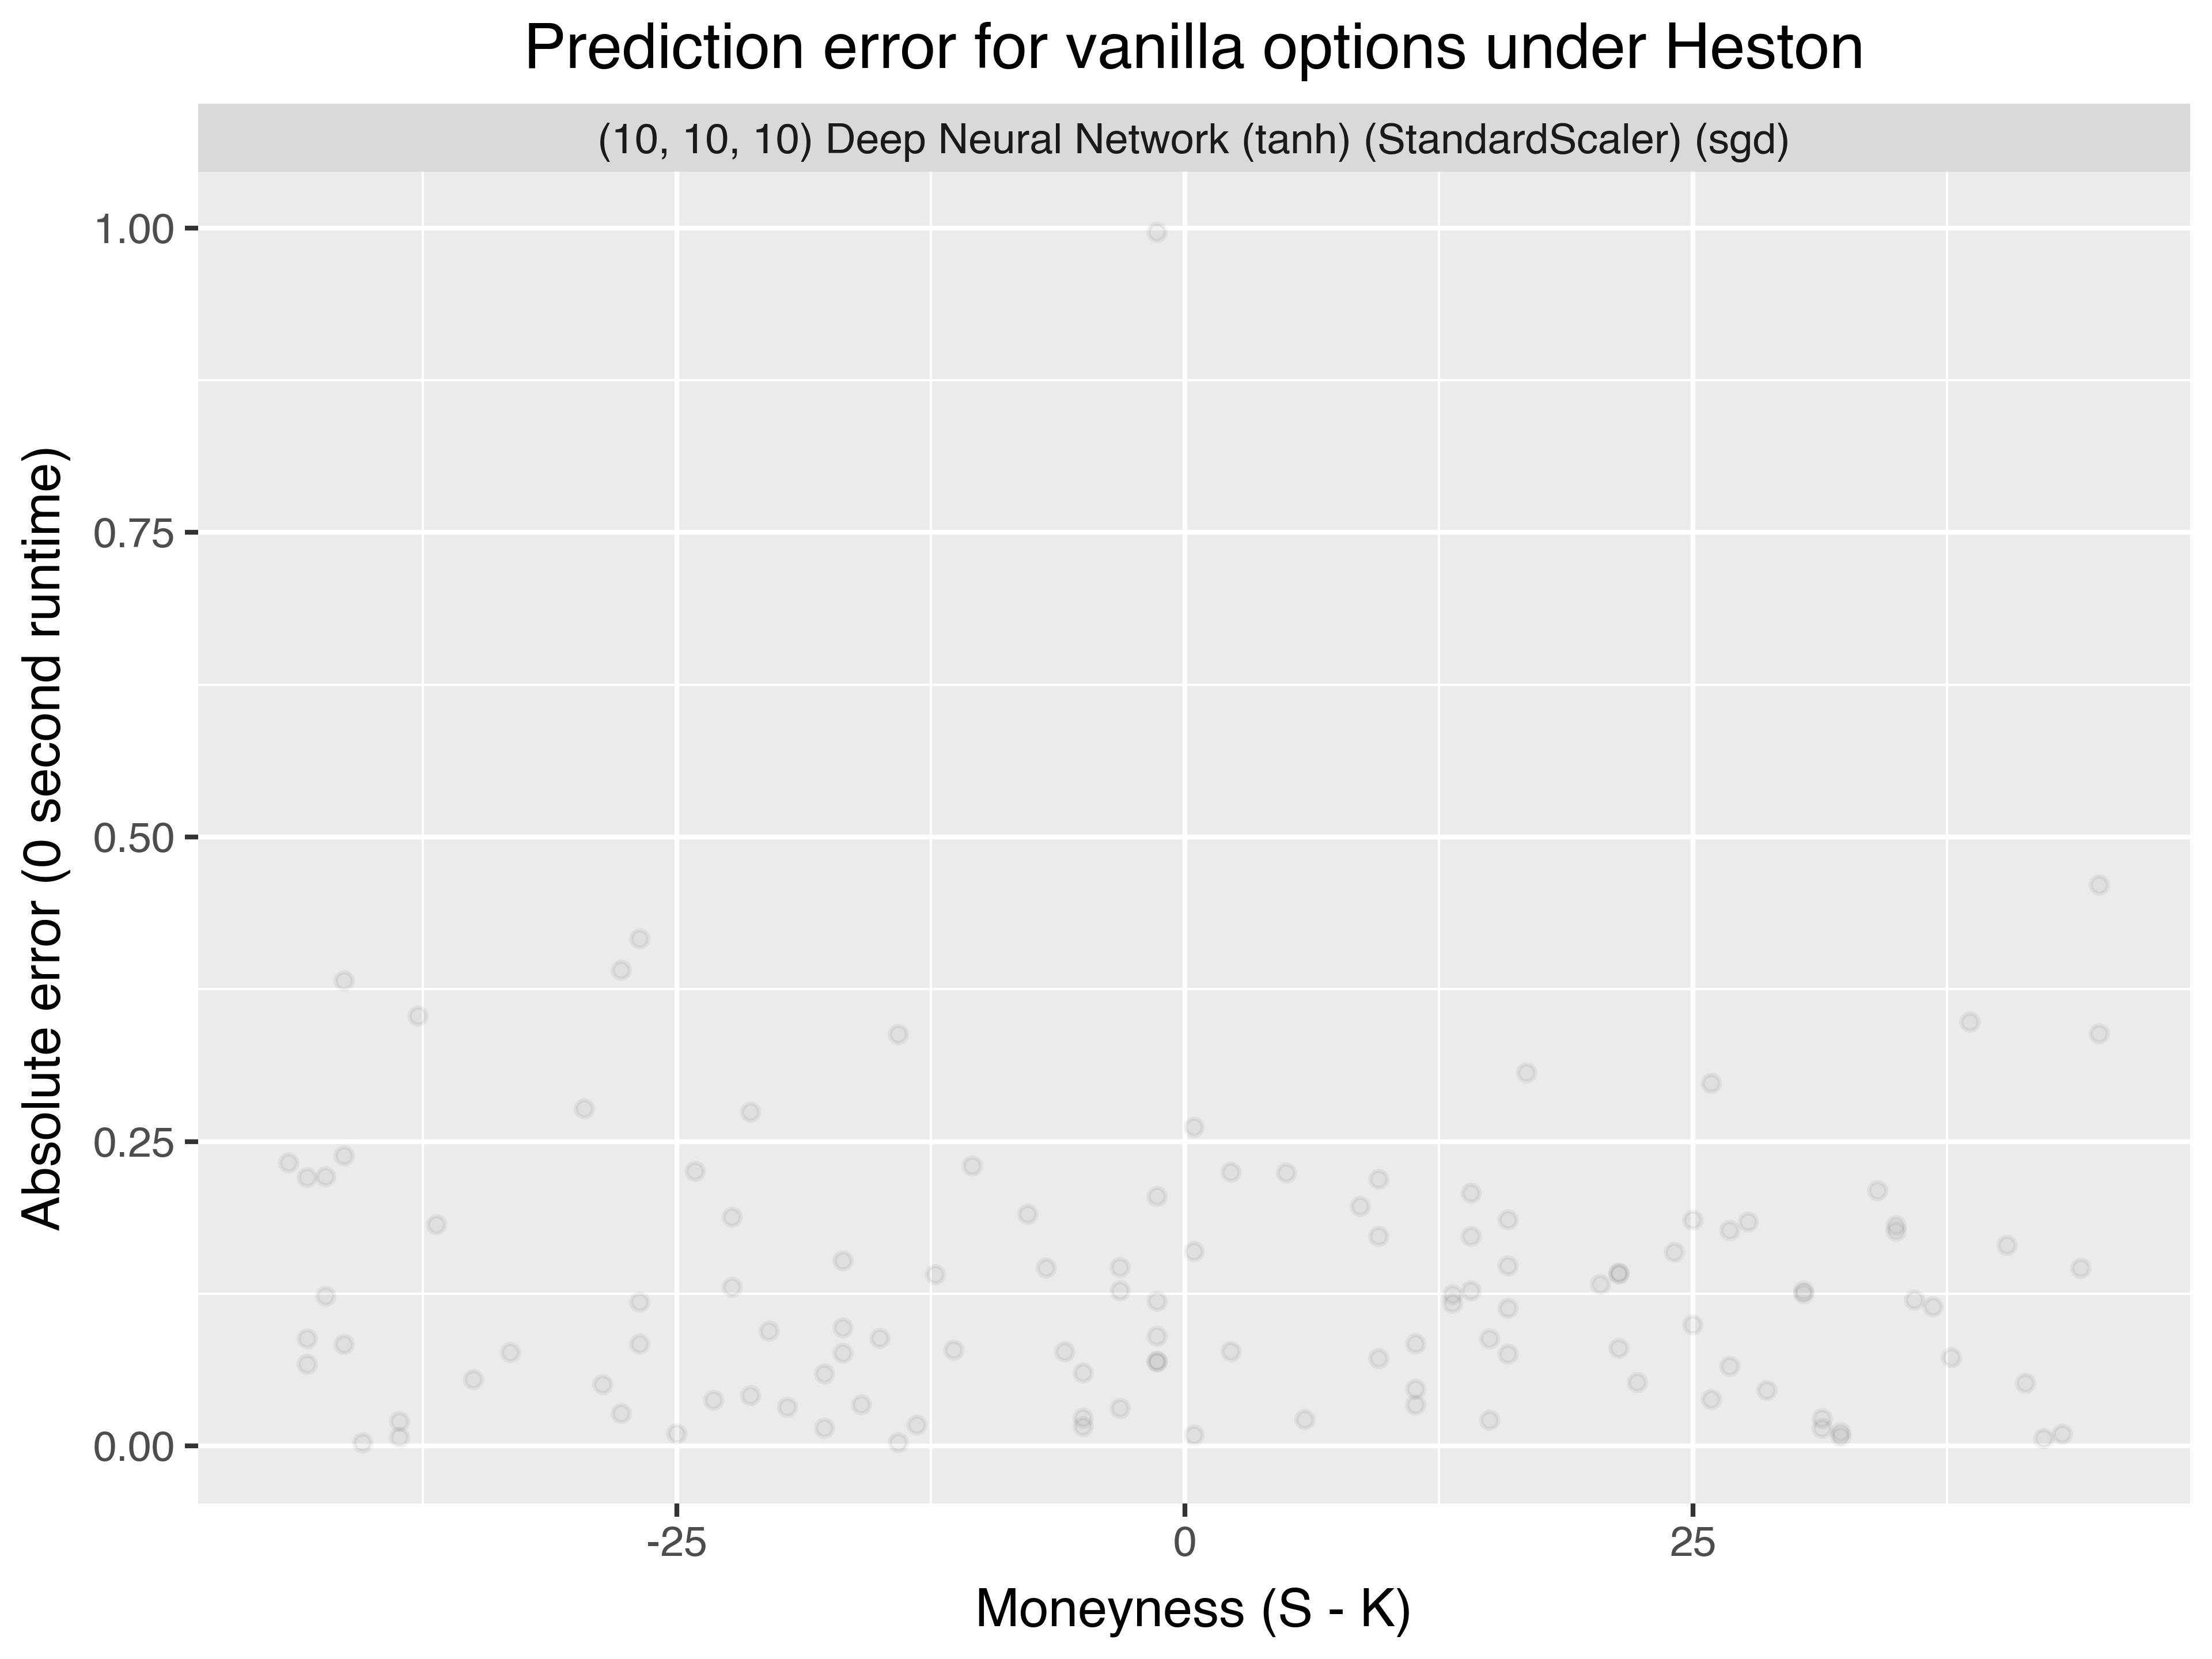 Prediction error for vanilla options under Heston
(10, 10, 10) Deep Neural Network (tanh) (StandardScaler) (sgd)
Absolute error (0 second runtime)
1.00
0.75
0.50
0.25
0.00
-25
0
25
Moneyness (S - K)